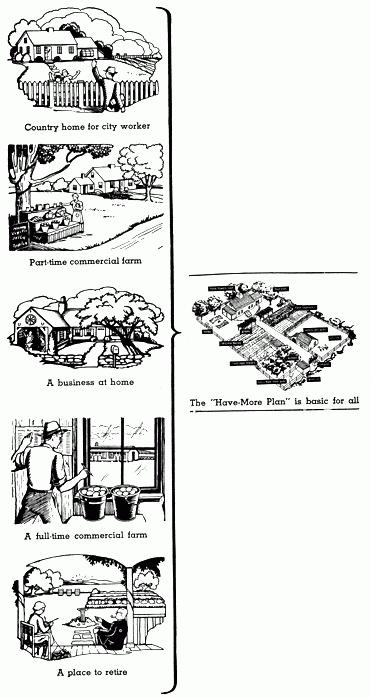 Country home for city worker
Part-time commercial farm
A business at home
A full-time commercial farm
A place to retire
The "Have-More Plan" is basic for all